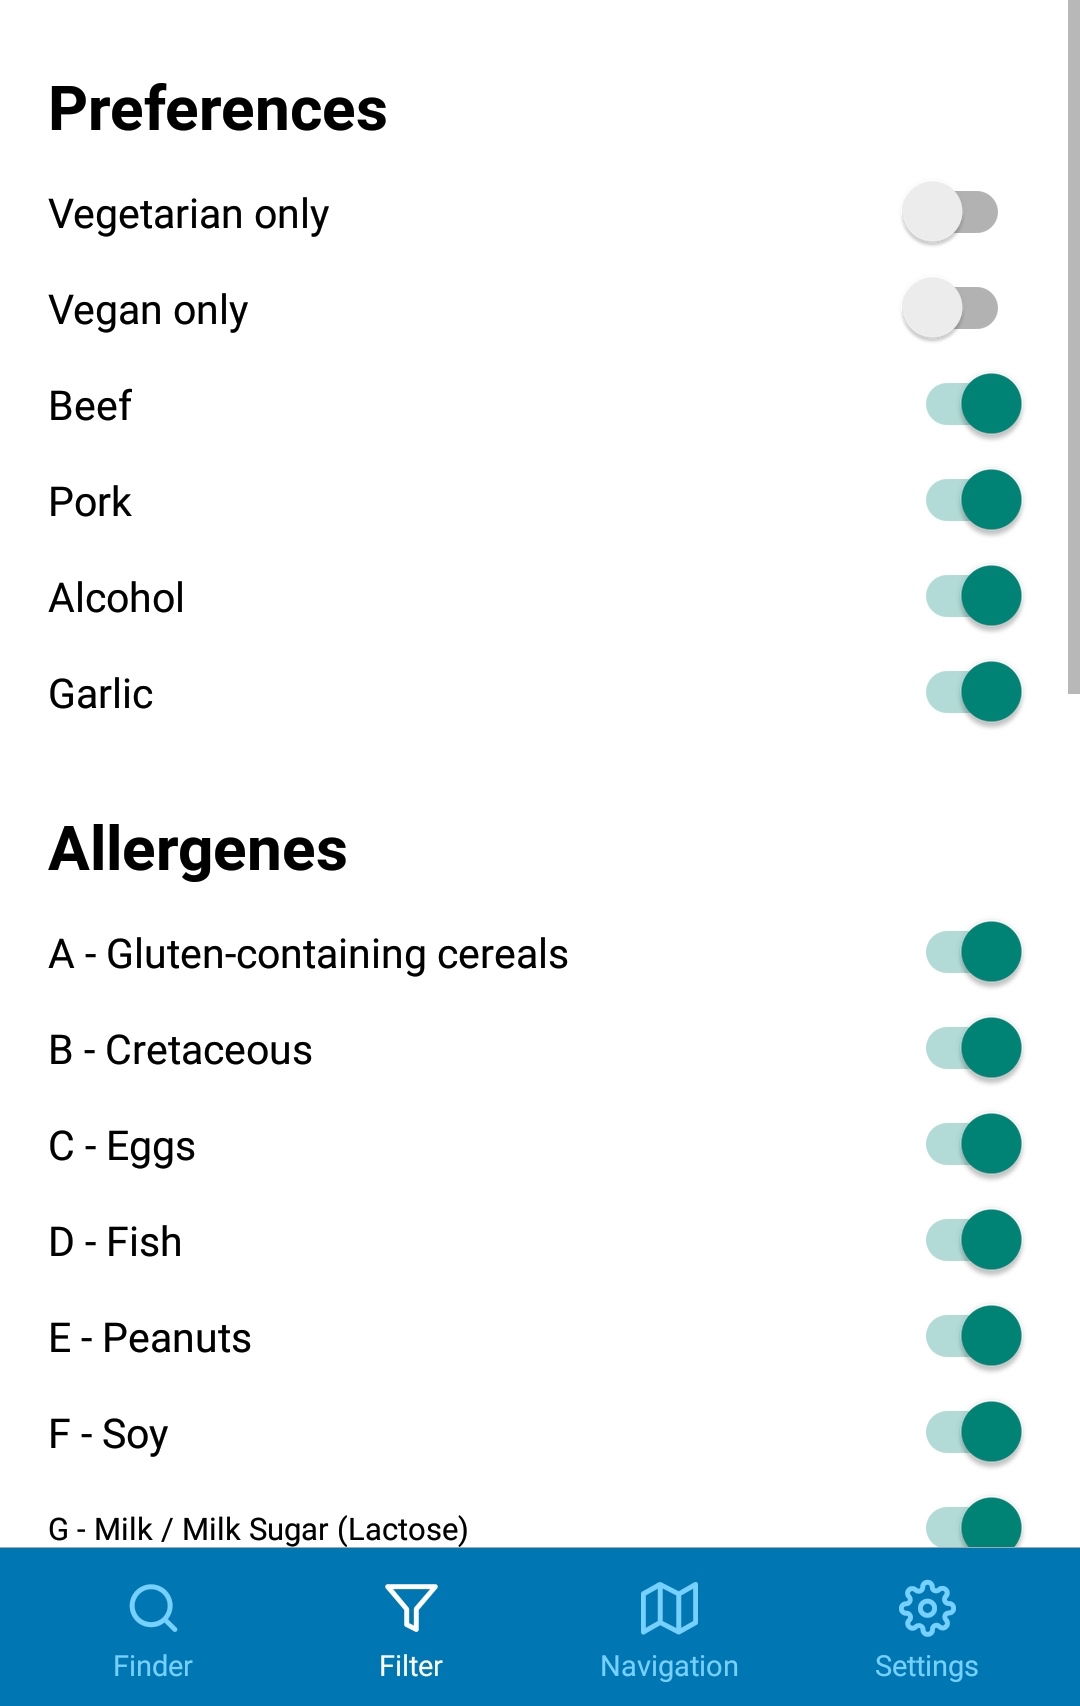 Preferences
Vegetarian only
Vegan only
Beef
Pork
Alcohol
Garlic
Allergenes
A - Gluten-containing cereals
B - Cretaceous
C - Eggs
D - Fish
E - Peanuts
F - Soy
G - Milk / Milk Sugar (Lactose)
Finder
Filter
Navigation
Settings